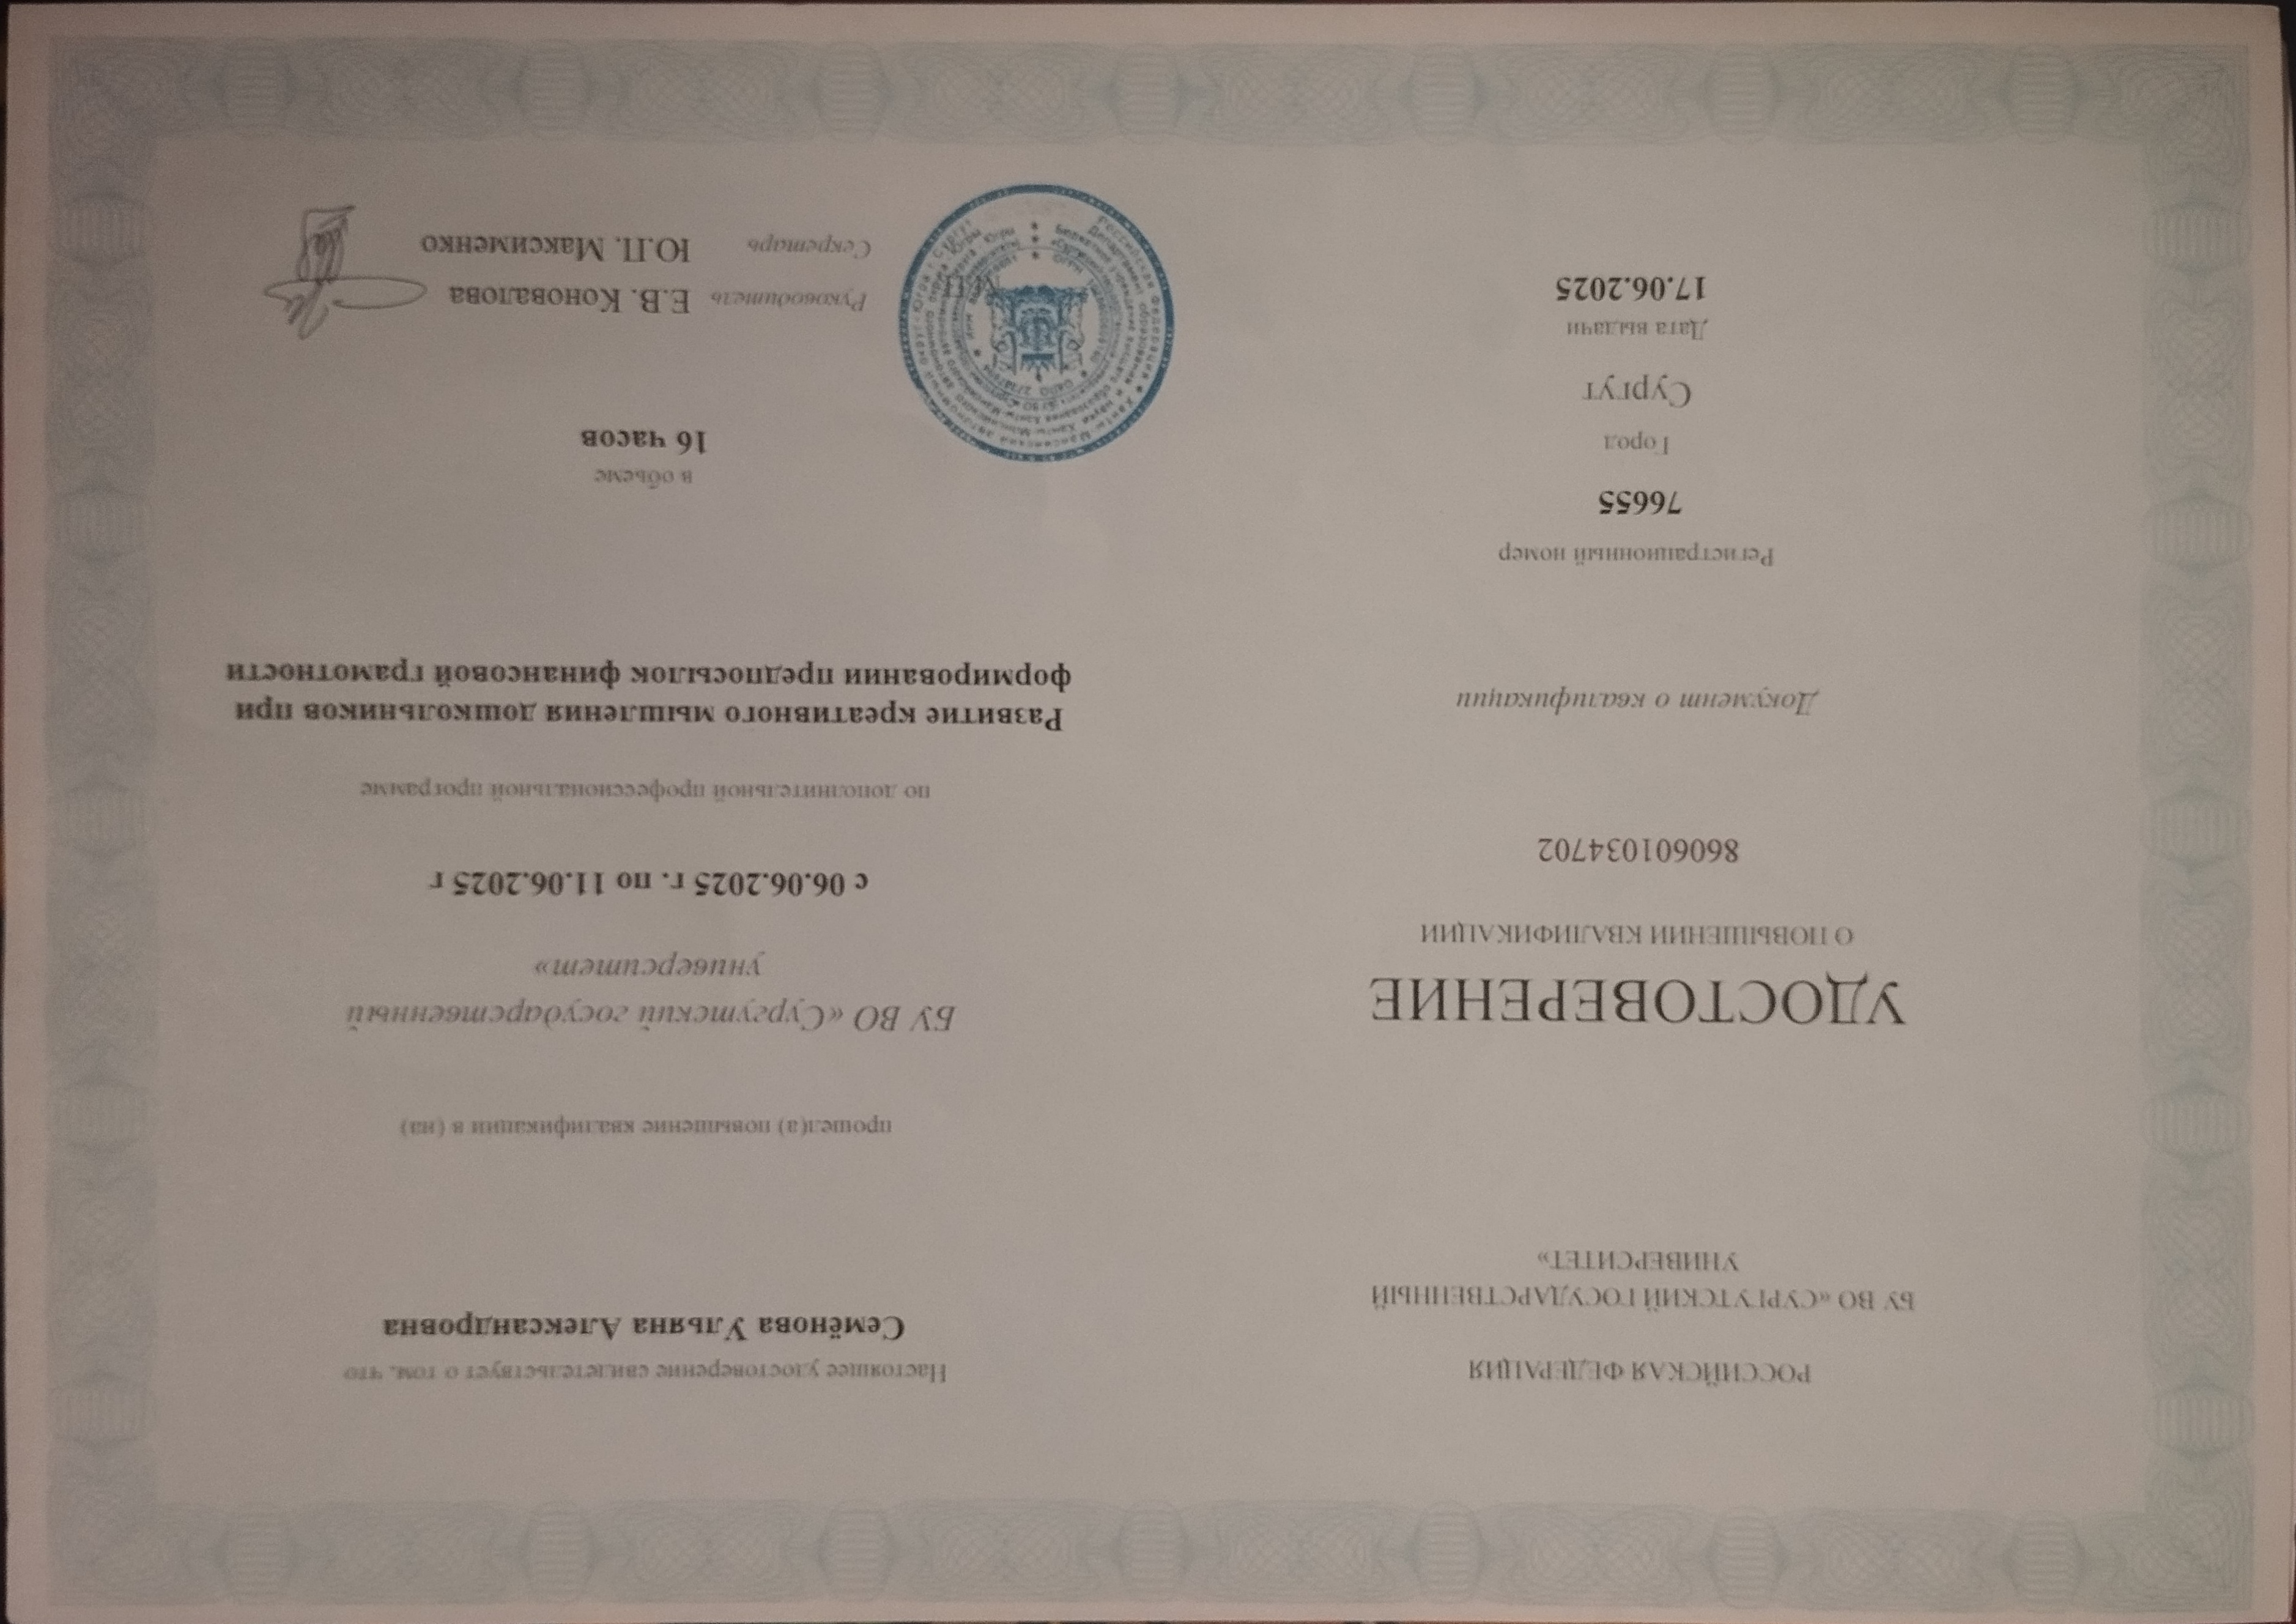 РОССИЙСКАЯ ФЕДЕРАЦИЯ
БУ ВО «СУРГУТСКИЙ ГОСУДАРСТВЕННЫЙ
УНИВЕРСИТЕТ»
УДОСТОВЕРЕНИЕ
О ПОВЫШЕНИИ КВАЛИФИКАЦИИ
860601034702
Документ о квалификации
Регистрационный номер
76655
Город
Сургут
Дата выдачи
17.06.2025
Настоящее удостоверение свидетельствует о том, что
Семёнова Ульяна Александровна
прошел(а) повышение квалификации в (на)
БУ ВО «Сургутский государственный
университет»
с 06.06.2025 г. по 11.06.2025 г
по дополнительной профессиональной программе
Развитие креативного мышления дошкольников при
формировании предпосылок финансовой грамотности
в объеме
16 часов
Руководитель Е.В. Коновалова
Секретарь Ю.П. Максименко
М.П.